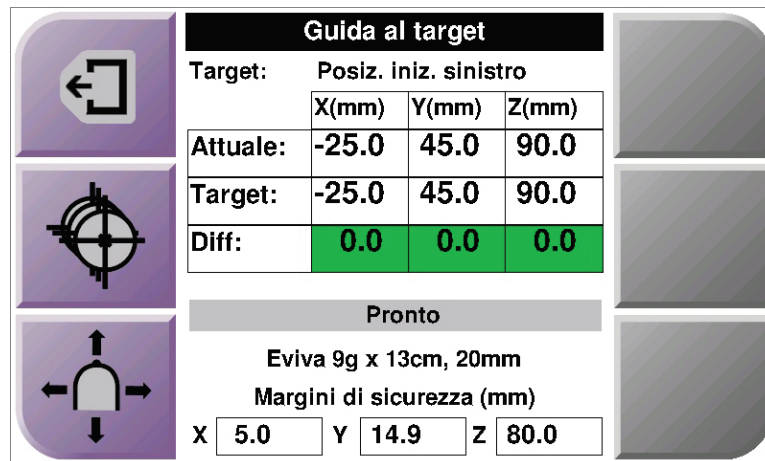 Guida al target
Target: Posiz. iniz. sinistro
X(mm) Y(mm) Z(mm)
Attuale: -25.0 45.0 90.0
Target: -25.0 45.0 90.0
Diff: 0.0 0.0 0.0
Pronto
Eviva 9g x 13cm, 20mm
Margini di sicurezza (mm)
X 5.0 Y 14.9 Z 80.0